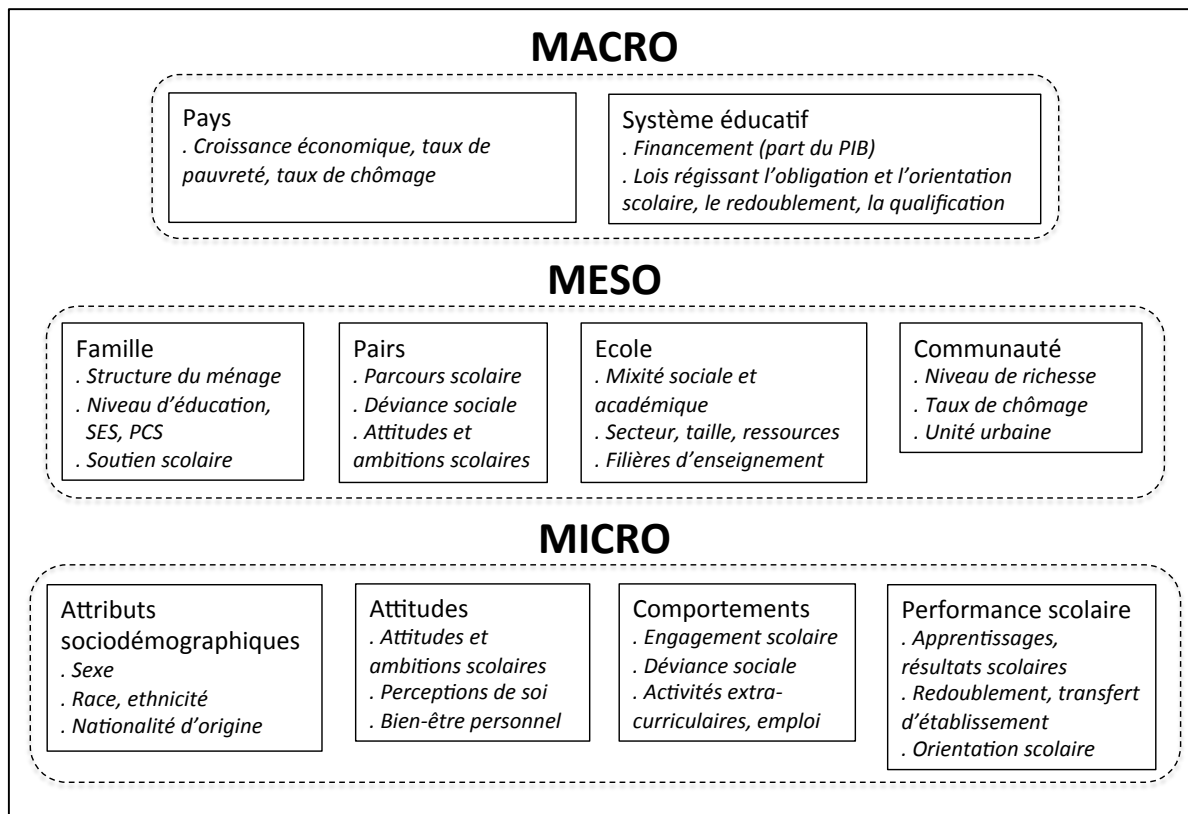 MACRO
Pays
. Croissance économique, taux de
pauvreté, taux de chômage
Système éducatif
. Financement (part du PIB)
. Lois régissant l’obligation et l’orientation
scolaire, le redoublement, la qualification
MESO
Famille
. Structure du ménage
. Niveau d’éducation,
SES, PCS
. Soutien scolaire
Pairs
. Parcours scolaire
. Déviance sociale
. Attitudes et
ambitions scolaires
Ecole
. Mixité sociale et
académique
. Secteur, taille, ressources
. Filières d’enseignement
Communauté
. Niveau de richesse
. Taux de chômage
. Unité urbaine
MICRO
Attributs
sociodémographiques
. Sexe
. Race, ethnicité
. Nationalité d’origine
Attitudes
. Attitudes et
ambitions scolaires
. Perceptions de soi
. Bien-être personnel
Comportements
. Engagement scolaire
. Déviance sociale
. Activités extra-
curriculaires, emploi
Performance scolaire
. Apprentissages,
résultats scolaires
. Redoublement, transfert
d’établissement
. Orientation scolaire